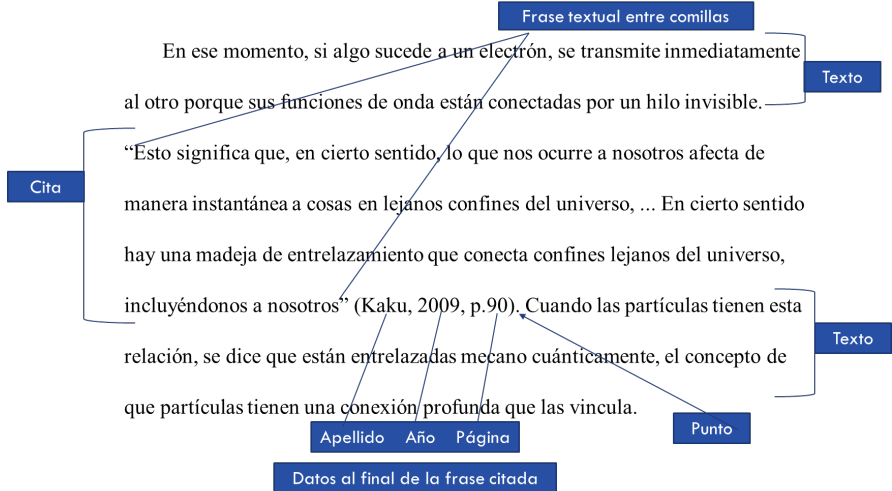 Frase textual entre comillas
En ese momento, si algo sucede a un electrón, se transmite inmediatamente
Texto
al otro porque sus funciones de onda están conectadas por un hilo invisible.
“Esto significa que, en cierto sentido, lo que nos ocurre a nosotros afecta de
Cita
manera instantánea a cosas en lejanos confines del universo, ... En cierto sentido
hay una madeja de entrelazamiento que conecta confines lejanos del universo,
incluyéndonos a nosotros” (Kaku, 2009, p.90). Cuando las partículas tienen esta
Texto
relación, se dice que están entrelazadas mecano cuánticamente, el concepto de
que partículas tienen una conexión profunda que las vincula.
Punto
Apellido Año Página
Datos al final de la frase citada